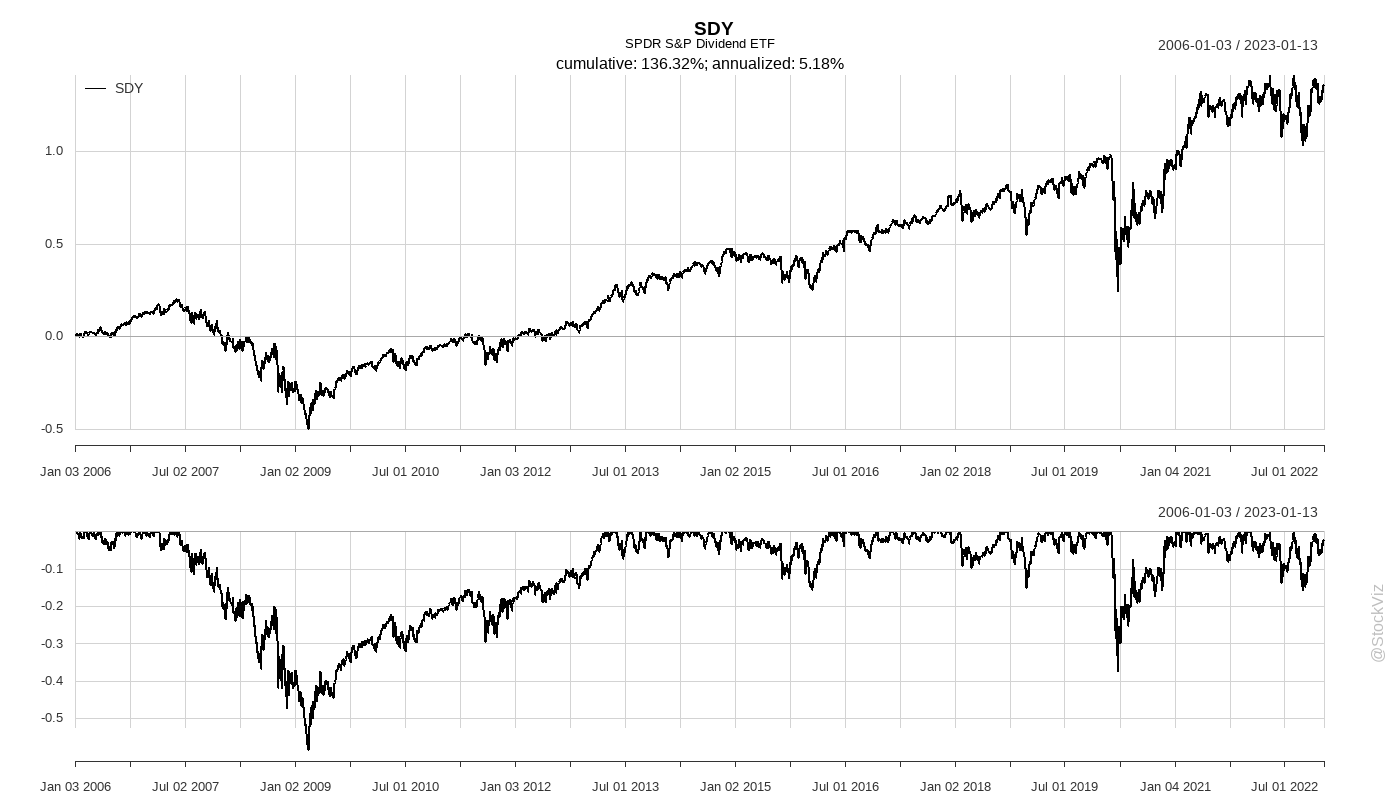 SDY
SPDR S&P Dividend ETF
2006-01-03 / 2023-01-13
cumulative: 136.32%; annualized: 5.18%
SDY
1.0
0.5
0.0
-0.5
Jan 03 2006 Jul 02 2007 Jan 02 2009 Jul 01 2010 Jan 03 2012 Jul 01 2013 Jan 02 2015 Jul 01 2016 Jan 02 2018 Jul 01 2019 Jan 04 2021 Jul 01 2022
2006-01-03 / 2023-01-13
-0.1
-0.2
-0.3
-0.4
-0.5
Jan 03 2006 Jul 02 2007 Jan 02 2009 Jul 01 2010 Jan 03 2012 Jul 01 2013 Jan 02 2015 Jul 01 2016 Jan 02 2018 Jul 01 2019 Jan 04 2021 Jul 01 2022
@StockViz